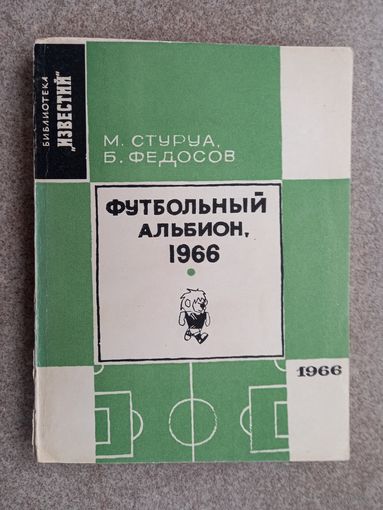 БИБЛИОТЕКА
„ИЗВЕСТИЙ"
М. СТУРУА,
Б. ФЕДОСОВ
ФУТБОЛЬНЫЙ
АЛЬБИОН,
1966
1966